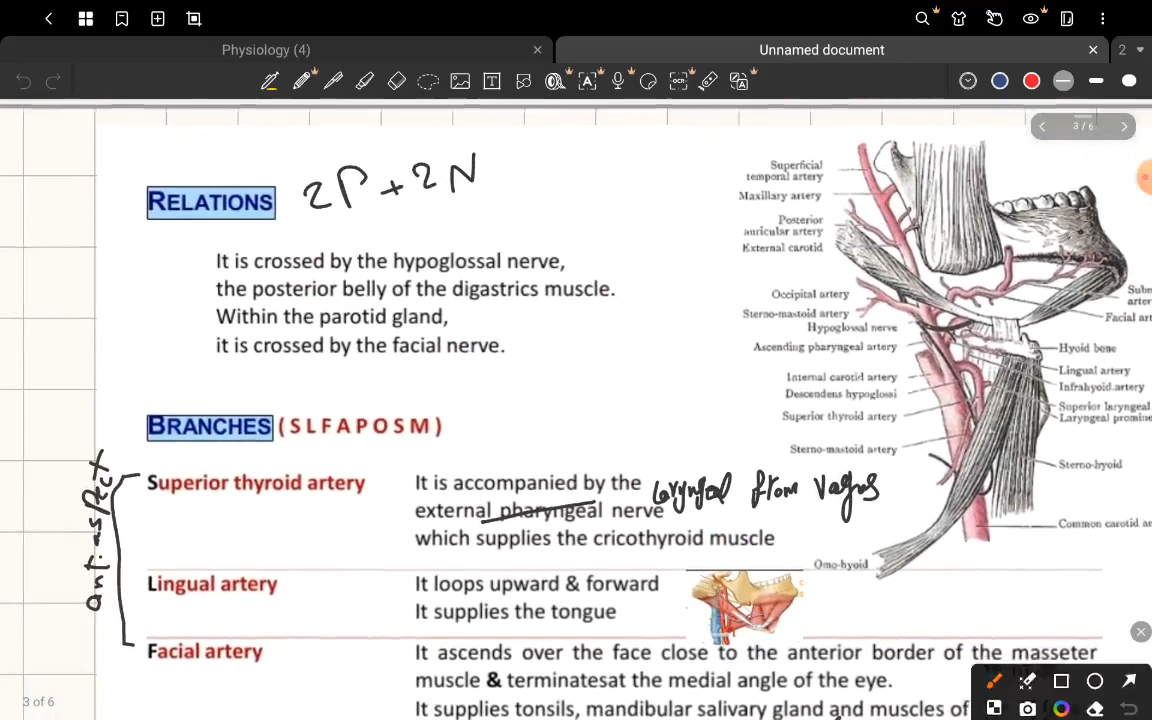 Physiology (4)
Unnamed document
2
3/6
RELATIONS
2P + 2N
It is crossed by the hypoglossal nerve,
the posterior belly of the digastrics muscle.
Within the parotid gland,
it is crossed by the facial nerve.
BRANCHES ( S L F A P O S M )
ant. aspect
Superior thyroid artery
It is accompanied by the
external pharyngeal nerve
laryngeal from vagus
which supplies the cricothyroid muscle
Lingual artery
It loops upward & forward
It supplies the tongue
Facial artery
It ascends over the face close to the anterior border of the masseter
muscle & terminatesat the medial angle of the eye.
It supplies tonsils, mandibular salivary gland and muscles of
Superficial
temporal artery
Maxillary artery
Posterior
auricular artery
External carotid
Occipital artery
Sterno-mastoid artery
Hypoglossal nerve
Ascending pharyngeal artery
Internal carotid artery
Descendens hypoglossi
Superior thyroid artery
Sterno-mastoid artery
Omo-hyoid
Subm
arter
Facial art
Hyoid bone
Lingual artery
Infrahyoid artery
Superior laryngeal
Laryngeal promine
Sterno-hyoid
Common carotid ar
3 of 6